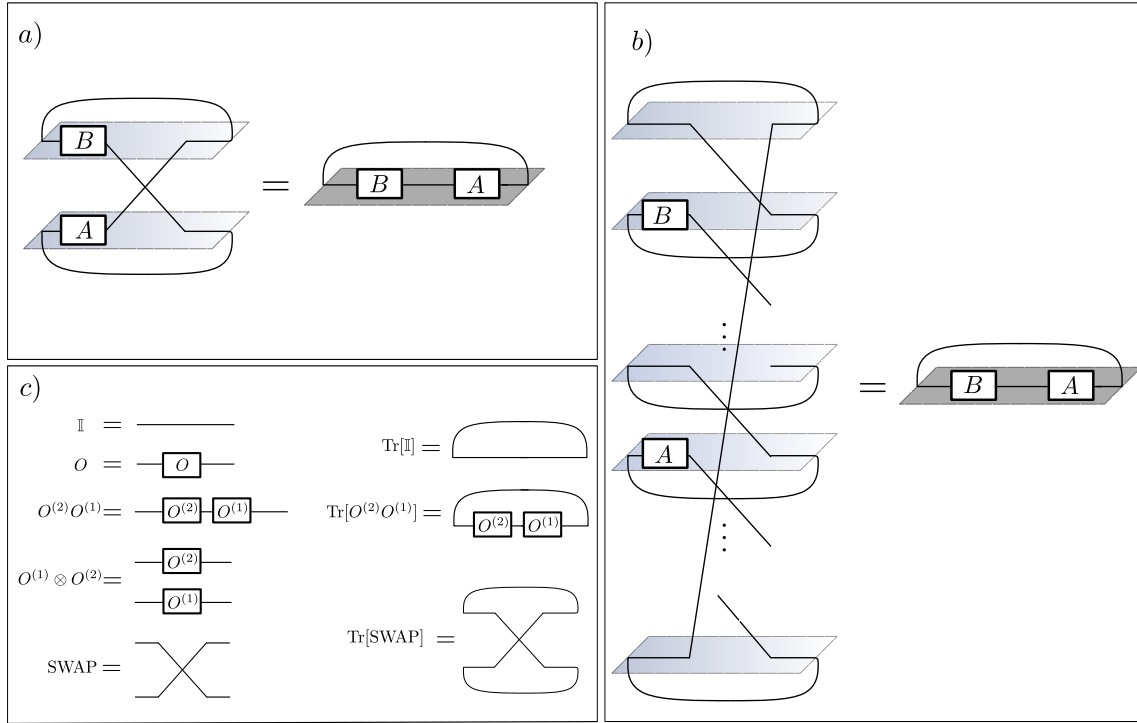 a)
B
A
=
B A
b)
B
⋮
A
⋮
=
B A
c)
𝕀 =
O = O
O^{(2)}O^{(1)} = O^{(2)} O^{(1)}
O^{(1)} ⊗ O^{(2)} = O^{(2)}
O^{(1)}
SWAP =
Tr[𝕀] =
Tr[O^{(2)}O^{(1)}] = O^{(2)} O^{(1)}
Tr[SWAP] =